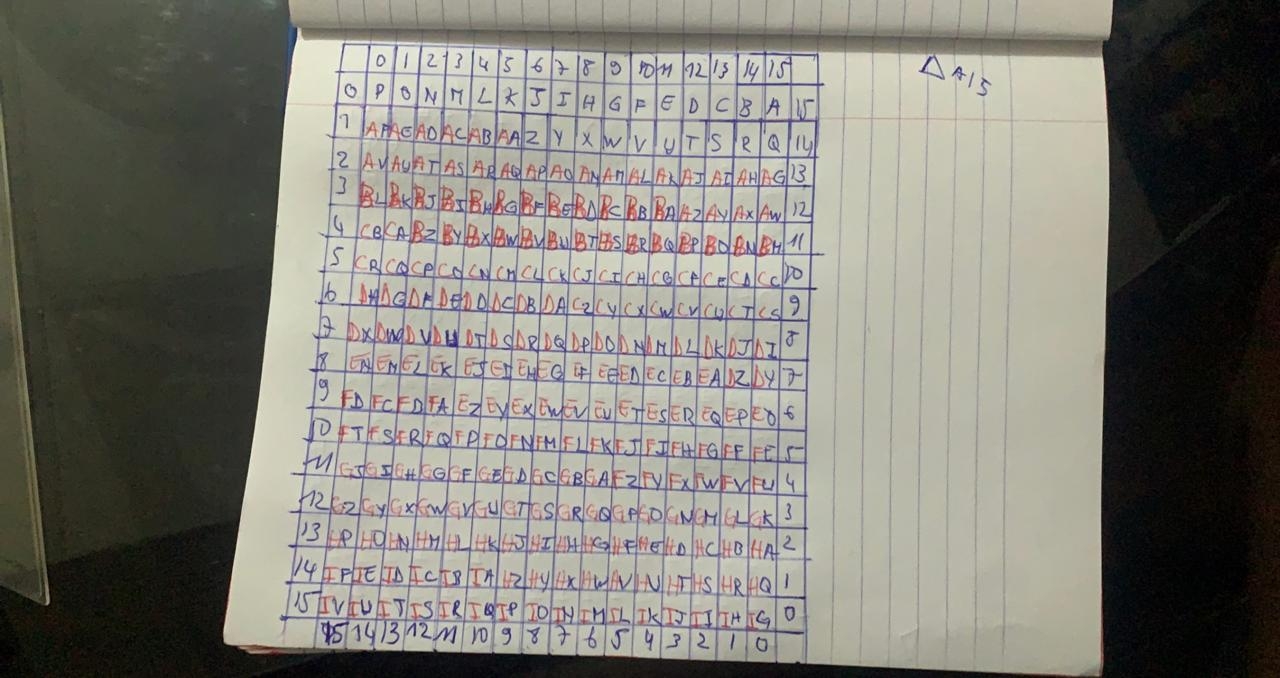 0 1 2 3 4 5 6 7 8 9 10 11 12 13 14 15
0 P O N M L K J I H G F E D C B A 15
1 AF AE AD AC AB AA Z Y X W V U T S R Q 14
2 AV AU AT AS AR AQ AP AO AN AM AL AK AJ AI AH AG 13
3 BL BK BJ BI BH BG BF BE BD BC BB BA AZ AY AX AW 12
4 CB CA BZ BY BX BW BV BU BT BS BR BQ BP BO BN BM 11
5 CR CQ CP CO CN CM CL CK CJ CI CH CG CF CE CD CC 10
6 DH DG DF DE DD DC DB DA CZ CY CX CW CV CU CT CS 9
7 DX DW DV DU DT DS DR DQ DP DO DN DM DL DK DJ DI 8
8 EN EM EL EK EJ EI EH EG EF EE ED EC EB EA DZ DY 7
9 FD FC FB FA EZ EY EX EW EV EU ET ES ER EQ EP EO 6
10 FT FS FR FQ FP FO FN FM FL FK FJ FI FH FG FF FE 5
11 GJ GI GH GG GF GE GD GC GB GA FZ FY FX FW FV FU 4
12 GZ GY GX GW GV GU GT GS GR GQ GP GO GN GM GL GK 3
13 HP HO HN HM HL HK HJ HI HH HG HF HE HD HC HB HA 2
14 IF IE ID IC IB IA HZ HY HX HW HV HU HT HS HR HQ 1
15 IV IU IT IS IR IQ IP IO IN IM IL IK IJ II IH IG 0
15 14 13 12 11 10 9 8 7 6 5 4 3 2 1 0
Δ A15